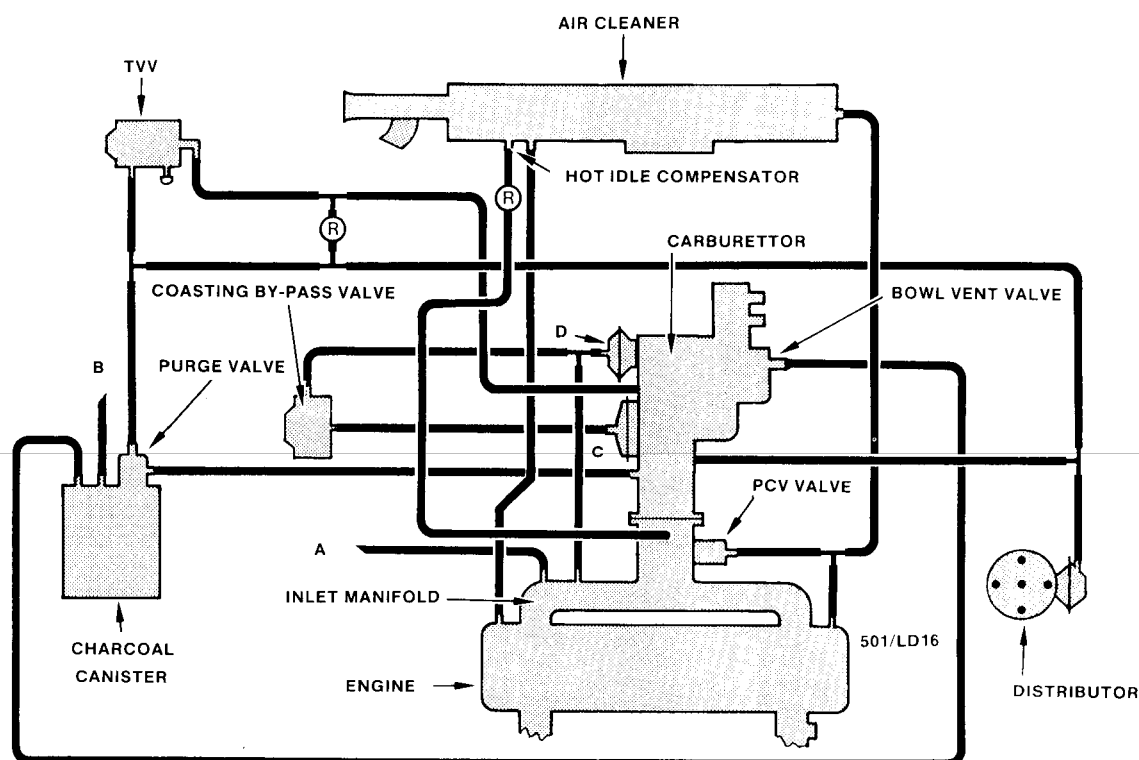 AIR CLEANER
TVV
HOT IDLE COMPENSATOR
R
R
CARBURETTOR
COASTING BY-PASS VALVE
BOWL VENT VALVE
D
B
PURGE VALVE
C
PCV VALVE
A
INLET MANIFOLD
501/LD16
CHARCOAL
CANISTER
ENGINE
DISTRIBUTOR